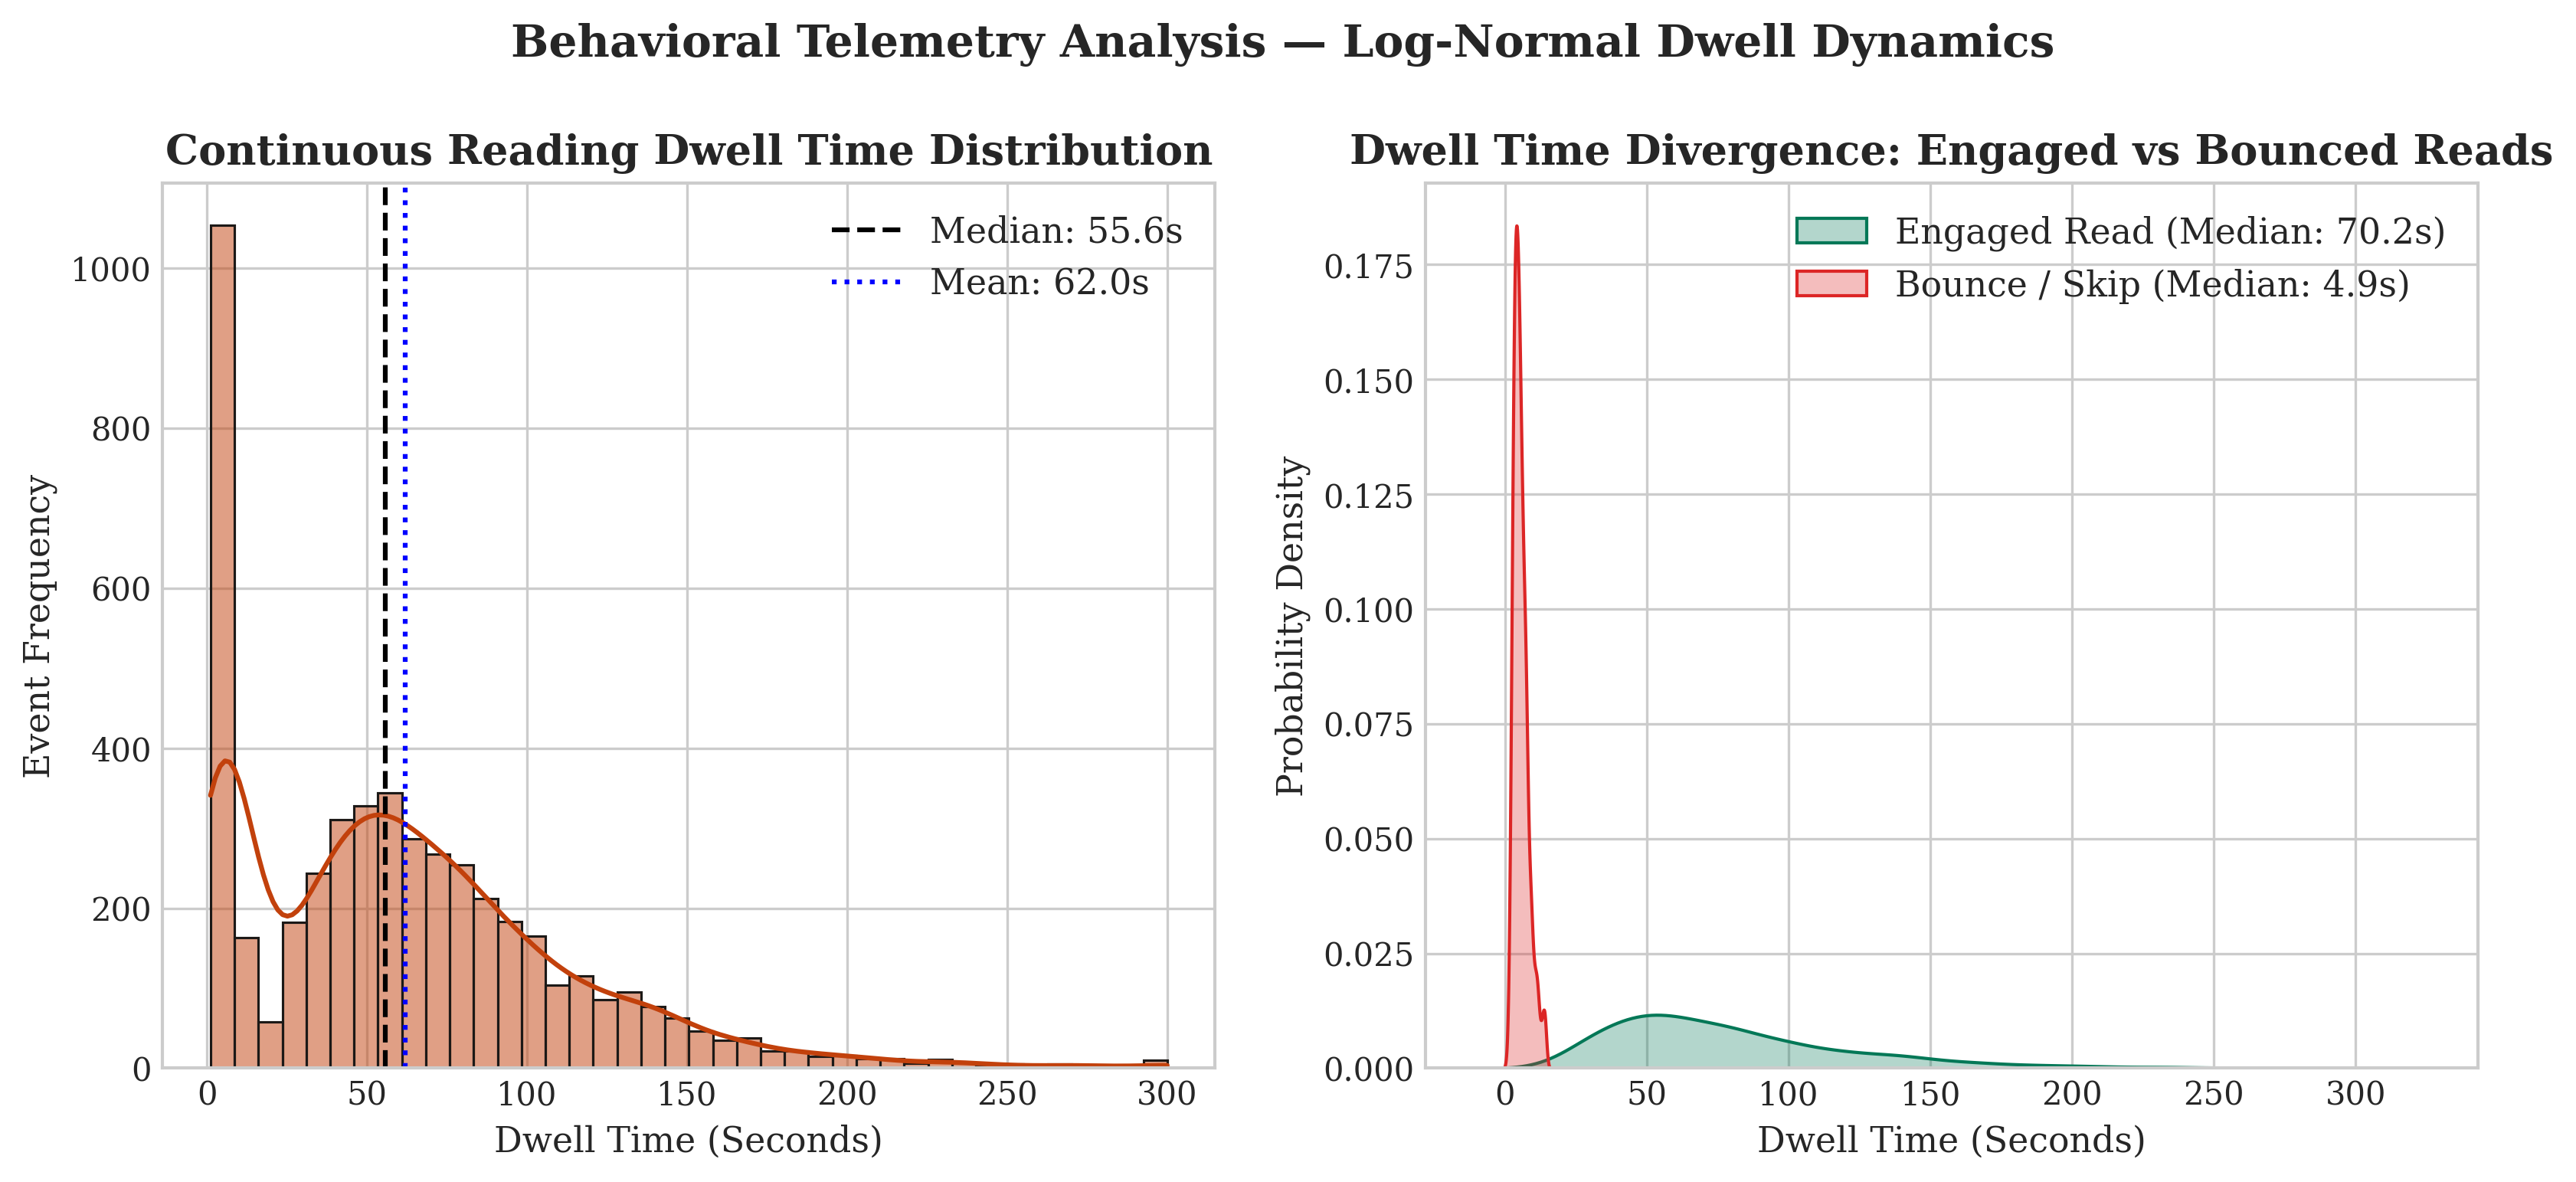 Behavioral Telemetry Analysis — Log-Normal Dwell Dynamics
Continuous Reading Dwell Time Distribution
Median: 55.6s
Mean: 62.0s
Event Frequency
1000
800
600
400
200
0
0 50 100 150 200 250 300
Dwell Time (Seconds)
Dwell Time Divergence: Engaged vs Bounced Reads
Engaged Read (Median: 70.2s)
Bounce / Skip (Median: 4.9s)
Probability Density
0.175
0.150
0.125
0.100
0.075
0.050
0.025
0.000
0 50 100 150 200 250 300
Dwell Time (Seconds)